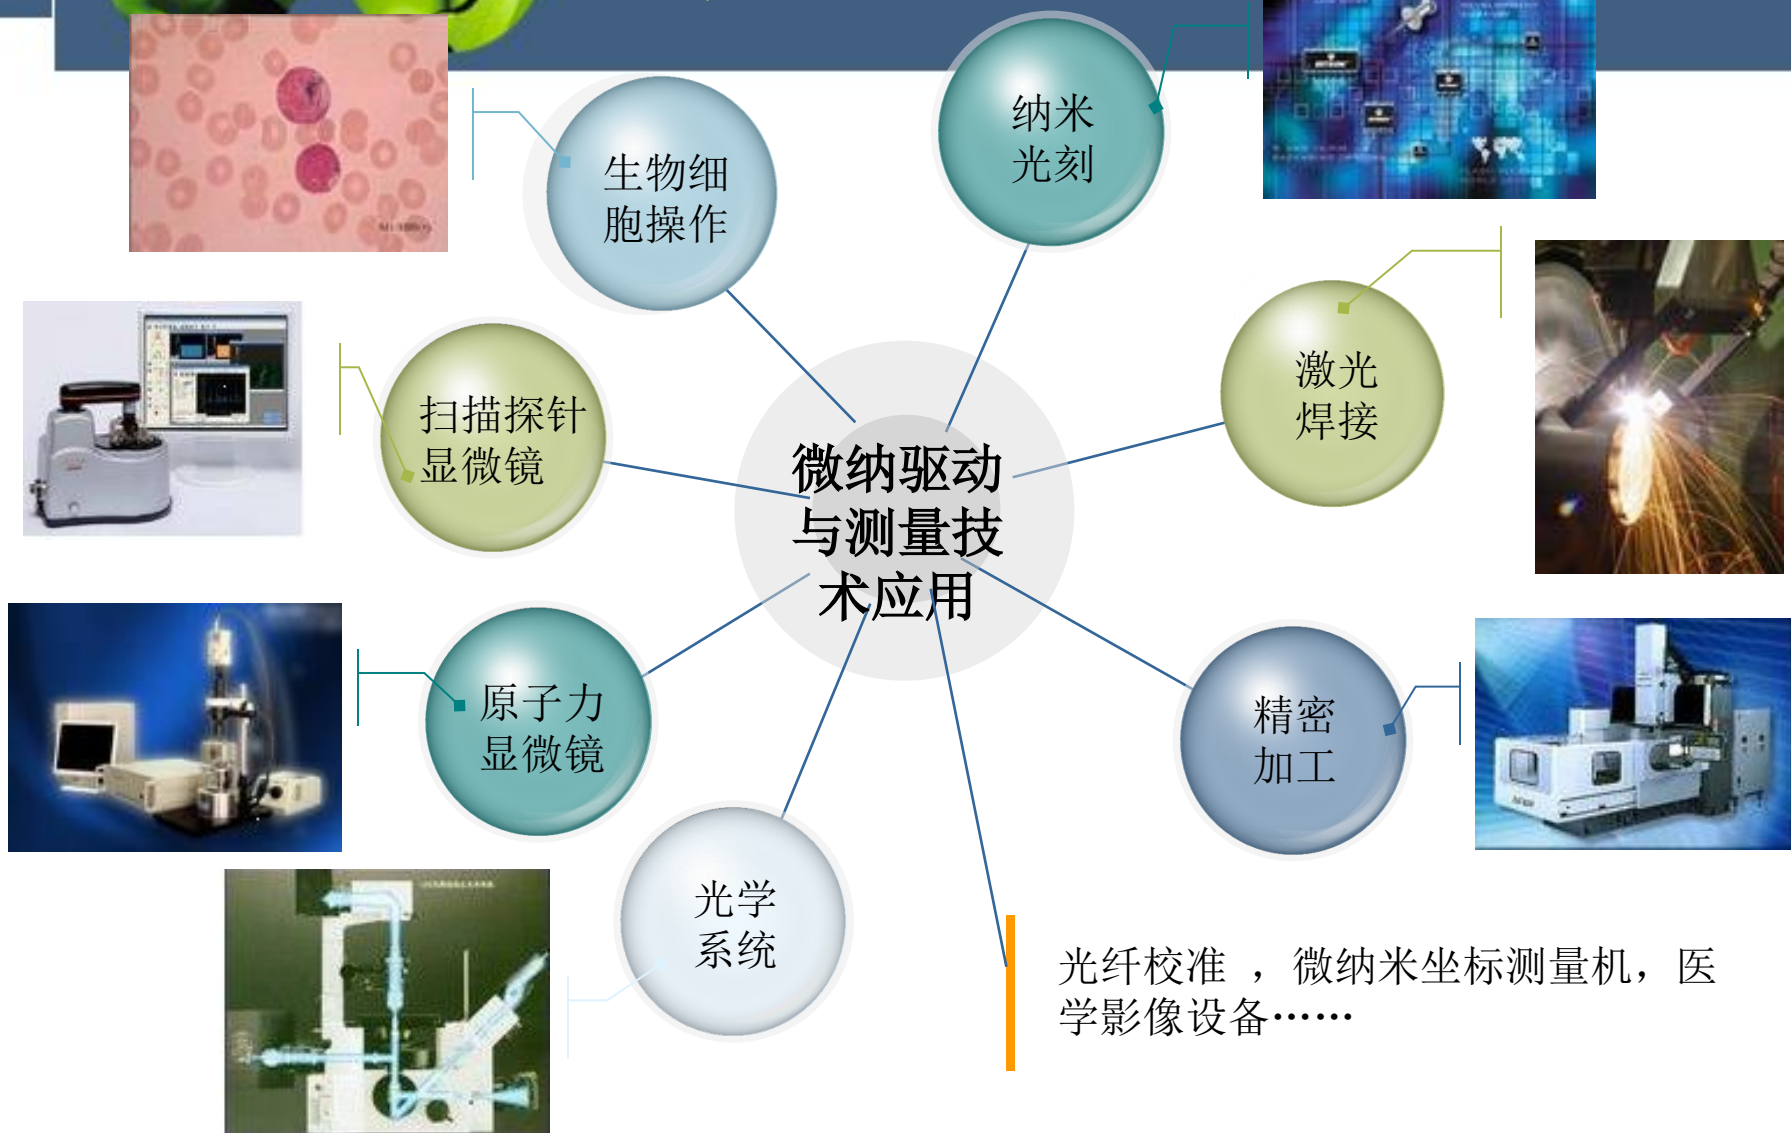 生物细
胞操作
纳米
光刻
激光
焊接
扫描探针
显微镜
微纳驱动
与测量技
术应用
原子力
显微镜
精密
加工
光学
系统
光纤校准 ，微纳米坐标测量机，医
学影像设备……